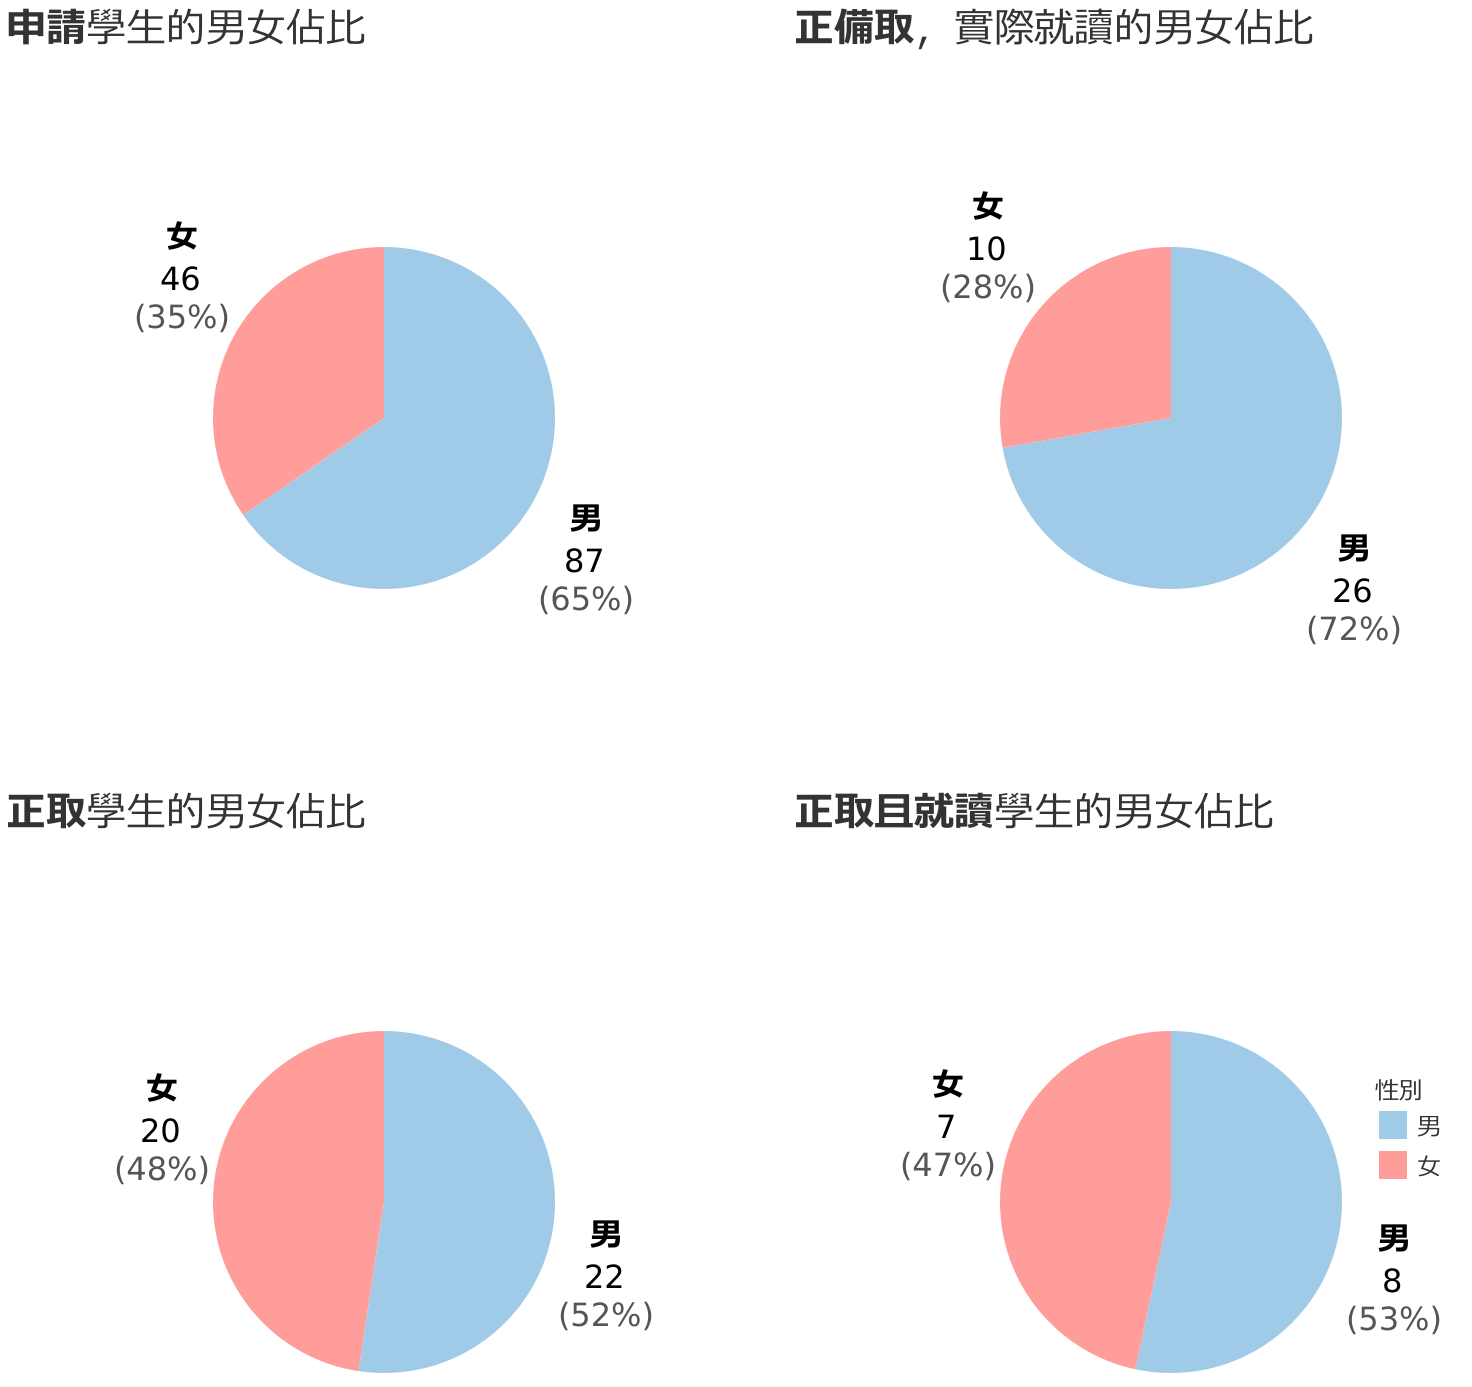 申請學生的男女佔比
女
46
(35%)
男
87
(65%)
正備取，實際就讀的男女佔比
女
10
(28%)
男
26
(72%)
正取學生的男女佔比
女
20
(48%)
男
22
(52%)
正取且就讀學生的男女佔比
女
7
(47%)
性別
男
女
男
8
(53%)